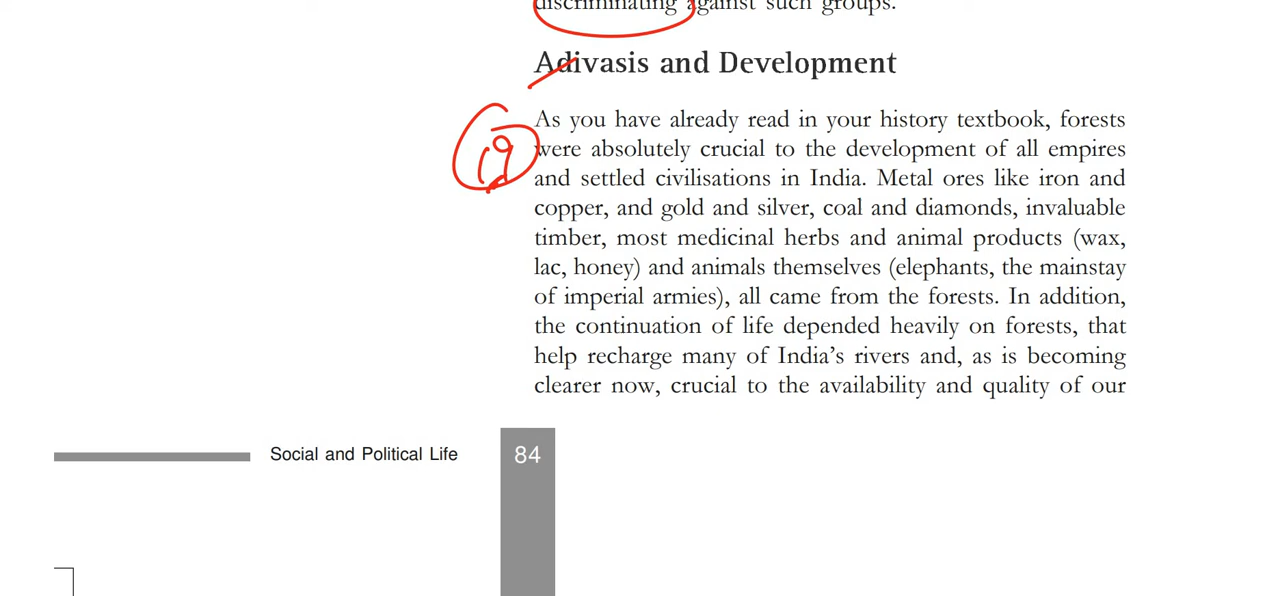 discriminating against such groups.
Adivasis and Development
19
As you have already read in your history textbook, forests
were absolutely crucial to the development of all empires
and settled civilisations in India. Metal ores like iron and
copper, and gold and silver, coal and diamonds, invaluable
timber, most medicinal herbs and animal products (wax,
lac, honey) and animals themselves (elephants, the mainstay
of imperial armies), all came from the forests. In addition,
the continuation of life depended heavily on forests, that
help recharge many of India's rivers and, as is becoming
clearer now, crucial to the availability and quality of our
Social and Political Life 84